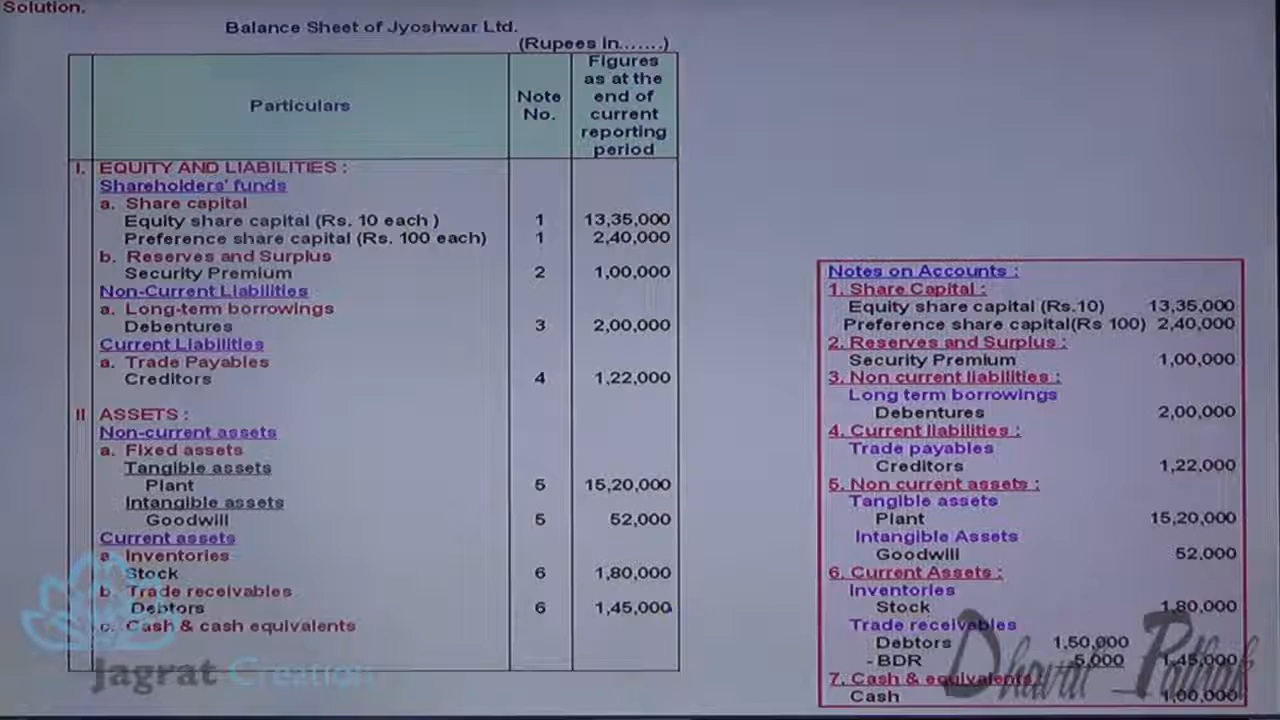 Solution.
Balance Sheet of Jyoshwar Ltd.
(Rupees in.......)
Particulars
Note No.
Figures as at the end of current reporting period
I. EQUITY AND LIABILITIES :
Shareholders' funds
a. Share capital
Equity share capital (Rs. 10 each ) 1 13,35,000
Preference share capital (Rs. 100 each) 1 2,40,000
b. Reserves and Surplus
Security Premium 2 1,00,000
Non-Current Liabilities
a. Long-term borrowings
Debentures 3 2,00,000
Current Liabilities
a. Trade Payables
Creditors 4 1,22,000
II ASSETS :
Non-current assets
a. Fixed assets
Tangible assets
Plant 5 15,20,000
Intangible assets
Goodwill 5 52,000
Current assets
a. Inventories
Stock 6 1,80,000
b. Trade receivables
Debtors 6 1,45,000
c. Cash & cash equivalents
Notes on Accounts :
1. Share Capital :
Equity share capital (Rs.10) 13,35,000
Preference share capital(Rs 100) 2,40,000
2. Reserves and Surplus :
Security Premium 1,00,000
3. Non current liabilities :
Long term borrowings
Debentures 2,00,000
4. Current liabilities :
Trade payables
Creditors 1,22,000
5. Non current assets :
Tangible assets
Plant 15,20,000
Intangible Assets
Goodwill 52,000
6. Current Assets :
Inventories
Stock 1,80,000
Trade receivables
Debtors 1,50,000
- BDR 5,000 1,45,000
7. Cash & equivalents
Cash 1,00,000
Jagrat Creation
Dhaval Pathak